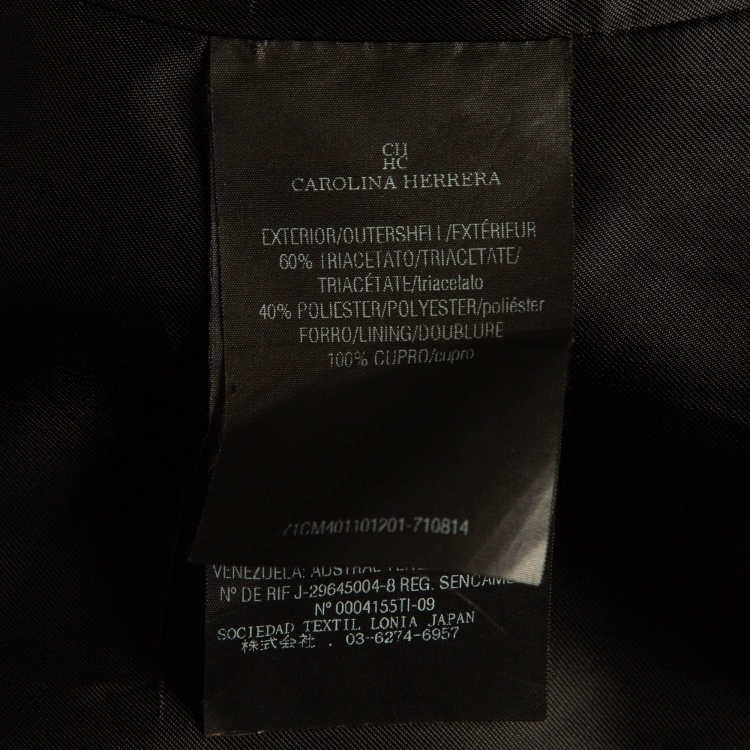 CH
HC
CAROLINA HERRERA
EXTERIOR/OUTERSHELL/EXTÉRIEUR
60% TRIACETATO/TRIACETATE/
TRIACÉTATE/triacetato
40% POLIESTER/POLYESTER/poliéster
FORRO/LINING/DOUBLURE
100% CUPRO/cupro
71CM401101201-710814
VENEZUELA: AUSTRAL
Nº DE RIF J-29645004-8 REG. SENCAM
Nº 0004155TI-09
SOCIEDAD TEXTIL LONIA JAPAN
株式会社 . 03-6274-6957